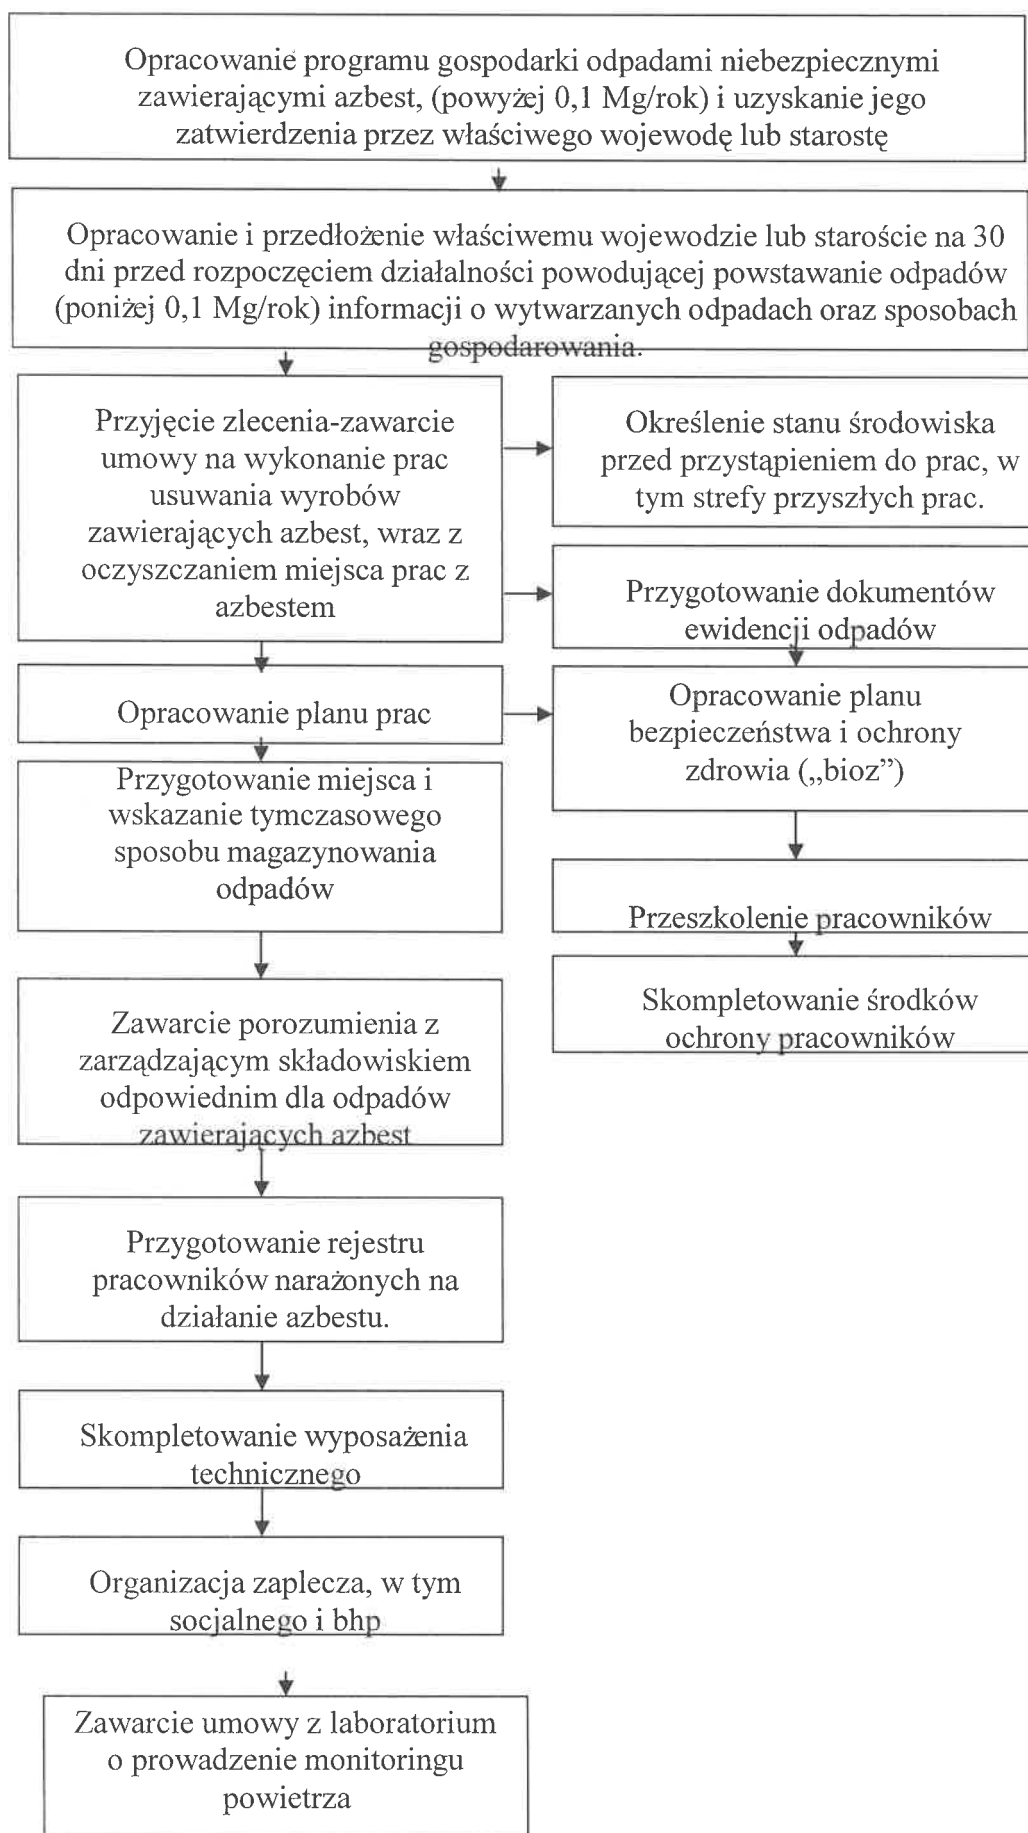 Opracowanie programu gospodarki odpadami niebezpiecznymi
zawierającymi azbest, (powyżej 0,1 Mg/rok) i uzyskanie jego
zatwierdzenia przez właściwego wojewodę lub starostę
Opracowanie i przedłożenie właściwemu wojewodzie lub staroście na 30
dni przed rozpoczęciem działalności powodującej powstawanie odpadów
(poniżej 0,1 Mg/rok) informacji o wytwarzanych odpadach oraz sposobach
gospodarowania.
Przyjęcie zlecenia-zawarcie
umowy na wykonanie prac
usuwania wyrobów
zawierających azbest, wraz z
oczyszczaniem miejsca prac z
azbestem
Określenie stanu środowiska
przed przystąpieniem do prac, w
tym strefy przyszłych prac.
Przygotowanie dokumentów
ewidencji odpadów
Opracowanie planu prac
Opracowanie planu
bezpieczeństwa i ochrony
zdrowia („bioz”)
Przygotowanie miejsca i
wskazanie tymczasowego
sposobu magazynowania
odpadów
Przeszkolenie pracowników
Skompletowanie środków
ochrony pracowników
Zawarcie porozumienia z
zarządzającym składowiskiem
odpowiednim dla odpadów
zawierających azbest
Przygotowanie rejestru
pracowników narażonych na
działanie azbestu.
Skompletowanie wyposażenia
technicznego
Organizacja zaplecza, w tym
socjalnego i bhp
Zawarcie umowy z laboratorium
o prowadzenie monitoringu
powietrza